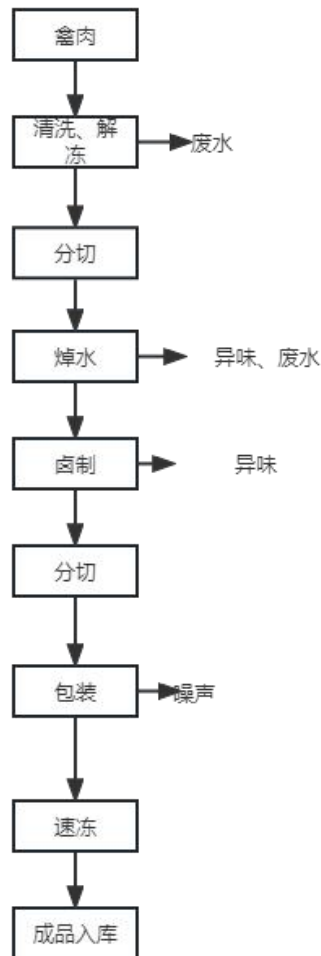 禽肉
清洗、解
冻
废水
分切
焯水
异味、废水
卤制
异味
分切
包装
噪声
速冻
成品入库